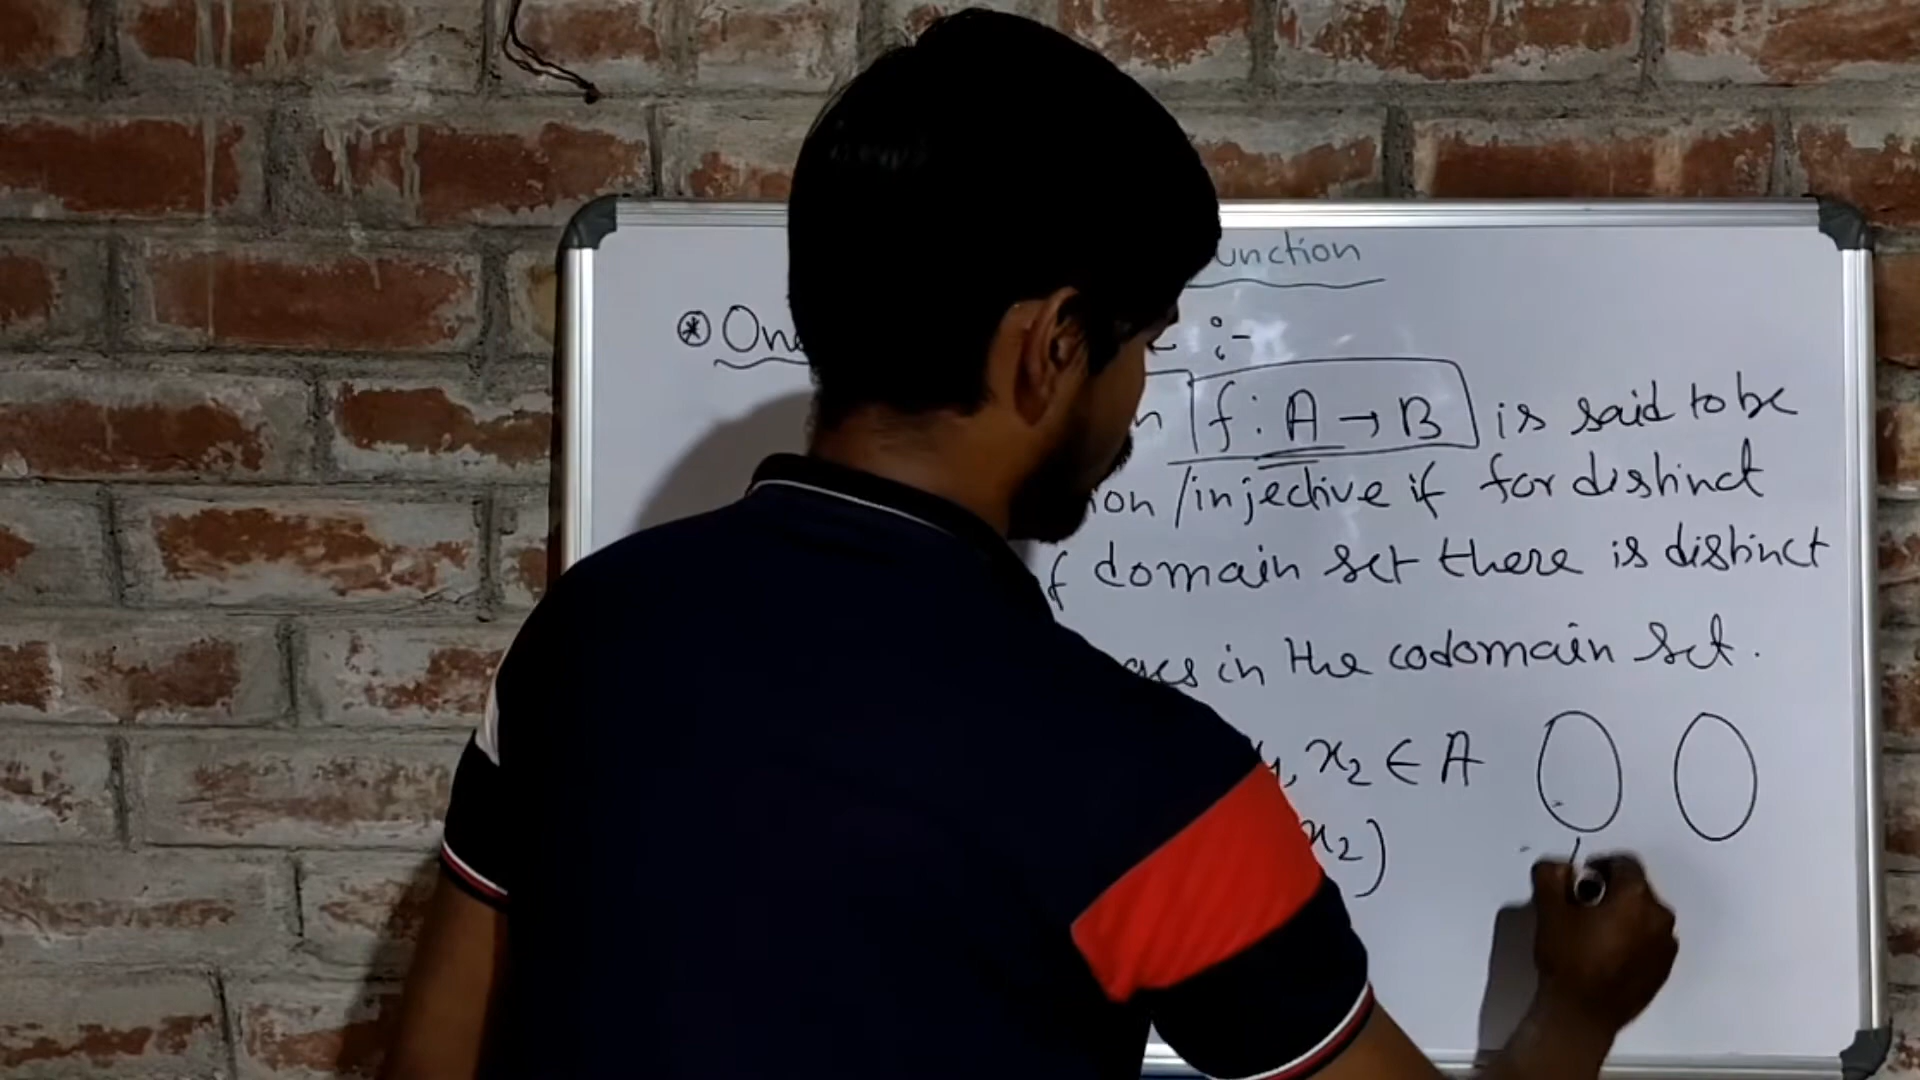 unction
⊛ One :-
n f : A → B is said to be
ion / injective if for distinct
f domain set there is distinct
ges in the codomain set.
, x₂ ∈ A
x₂)